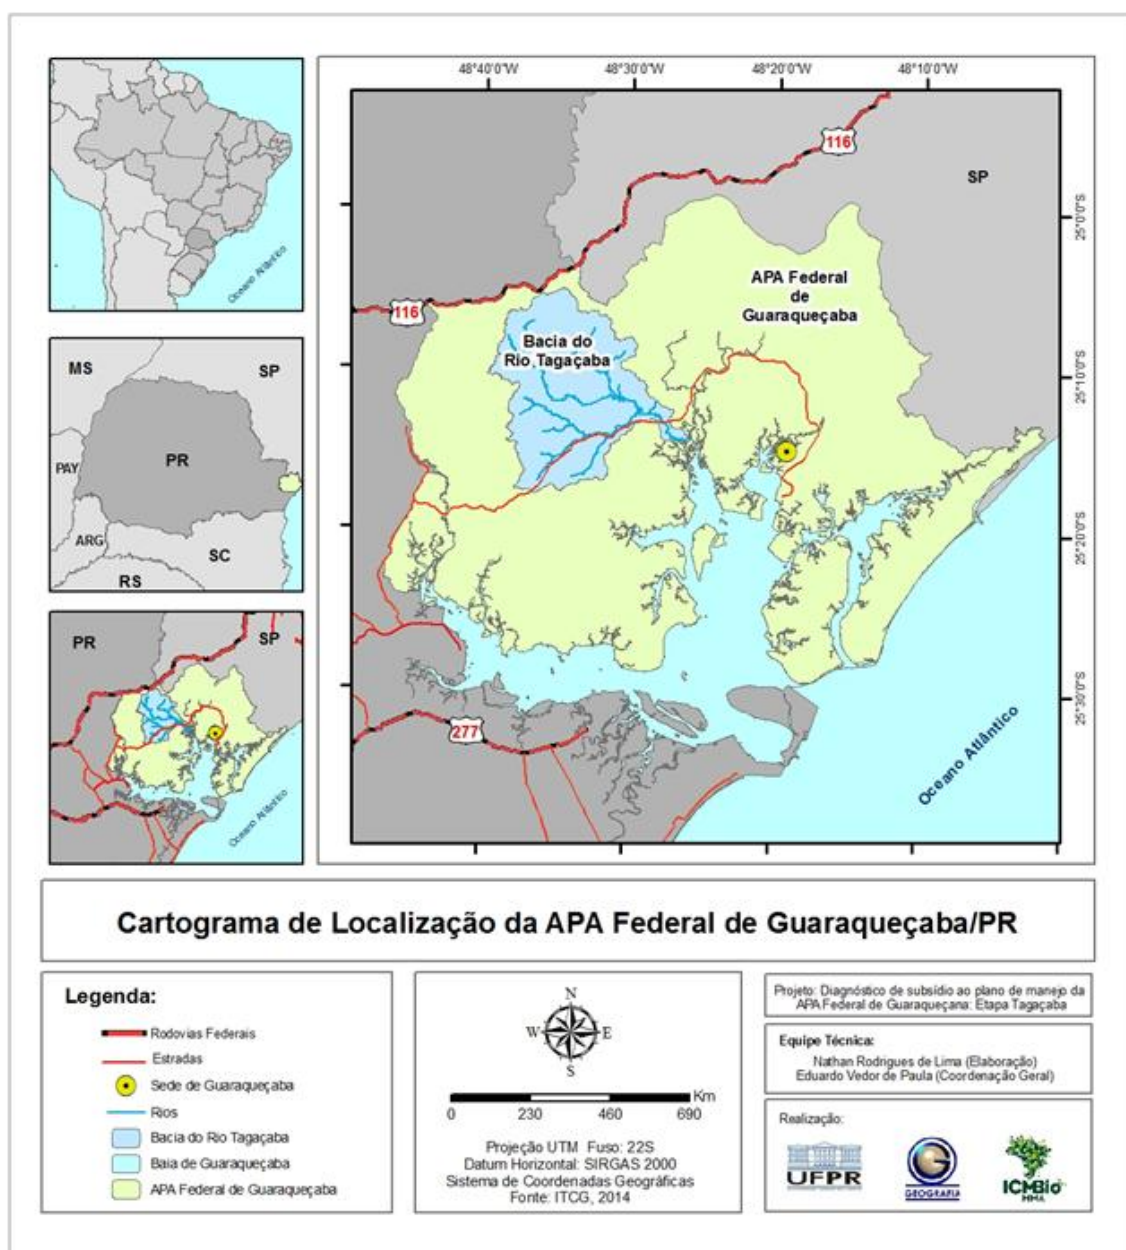 Oceano Atlântico
MS
SP
PR
PAY
ARG
SC
RS
PR
SP
Oceano Atlântico
48°40'0"W
48°30'0"W
48°20'0"W
48°10'0"W
116
SP
25°0'0"S
APA Federal
de
Guaraqueçaba
116
Bacia do
Rio Tagaçaba
25°10'0"S
25°20'0"S
25°30'0"S
277
Oceano Atlântico
Cartograma de Localização da APA Federal de Guaraqueçaba/PR
Legenda:
Rodovias Federais
Estradas
Sede de Guaraqueçaba
Rios
Bacia do Rio Tagaçaba
Baia de Guaraqueçaba
APA Federal de Guaraqueçaba
N
W E
S
Km
0 230 460 690
Projeção UTM Fuso: 22S
Datum Horizontal: SIRGAS 2000
Sistema de Coordenadas Geográficas
Fonte: ITCG, 2014
Projeto: Diagnóstico de subsídio ao plano de manejo da
APA Federal de Guaraqueçana: Etapa Tagaçaba
Equipe Técnica:
Nathan Rodrigues de Lima (Elaboração)
Eduardo Vedor de Paula (Coordenação Geral)
Realização:
UFPR
GEOGRAFIA
ICMBio
MMA